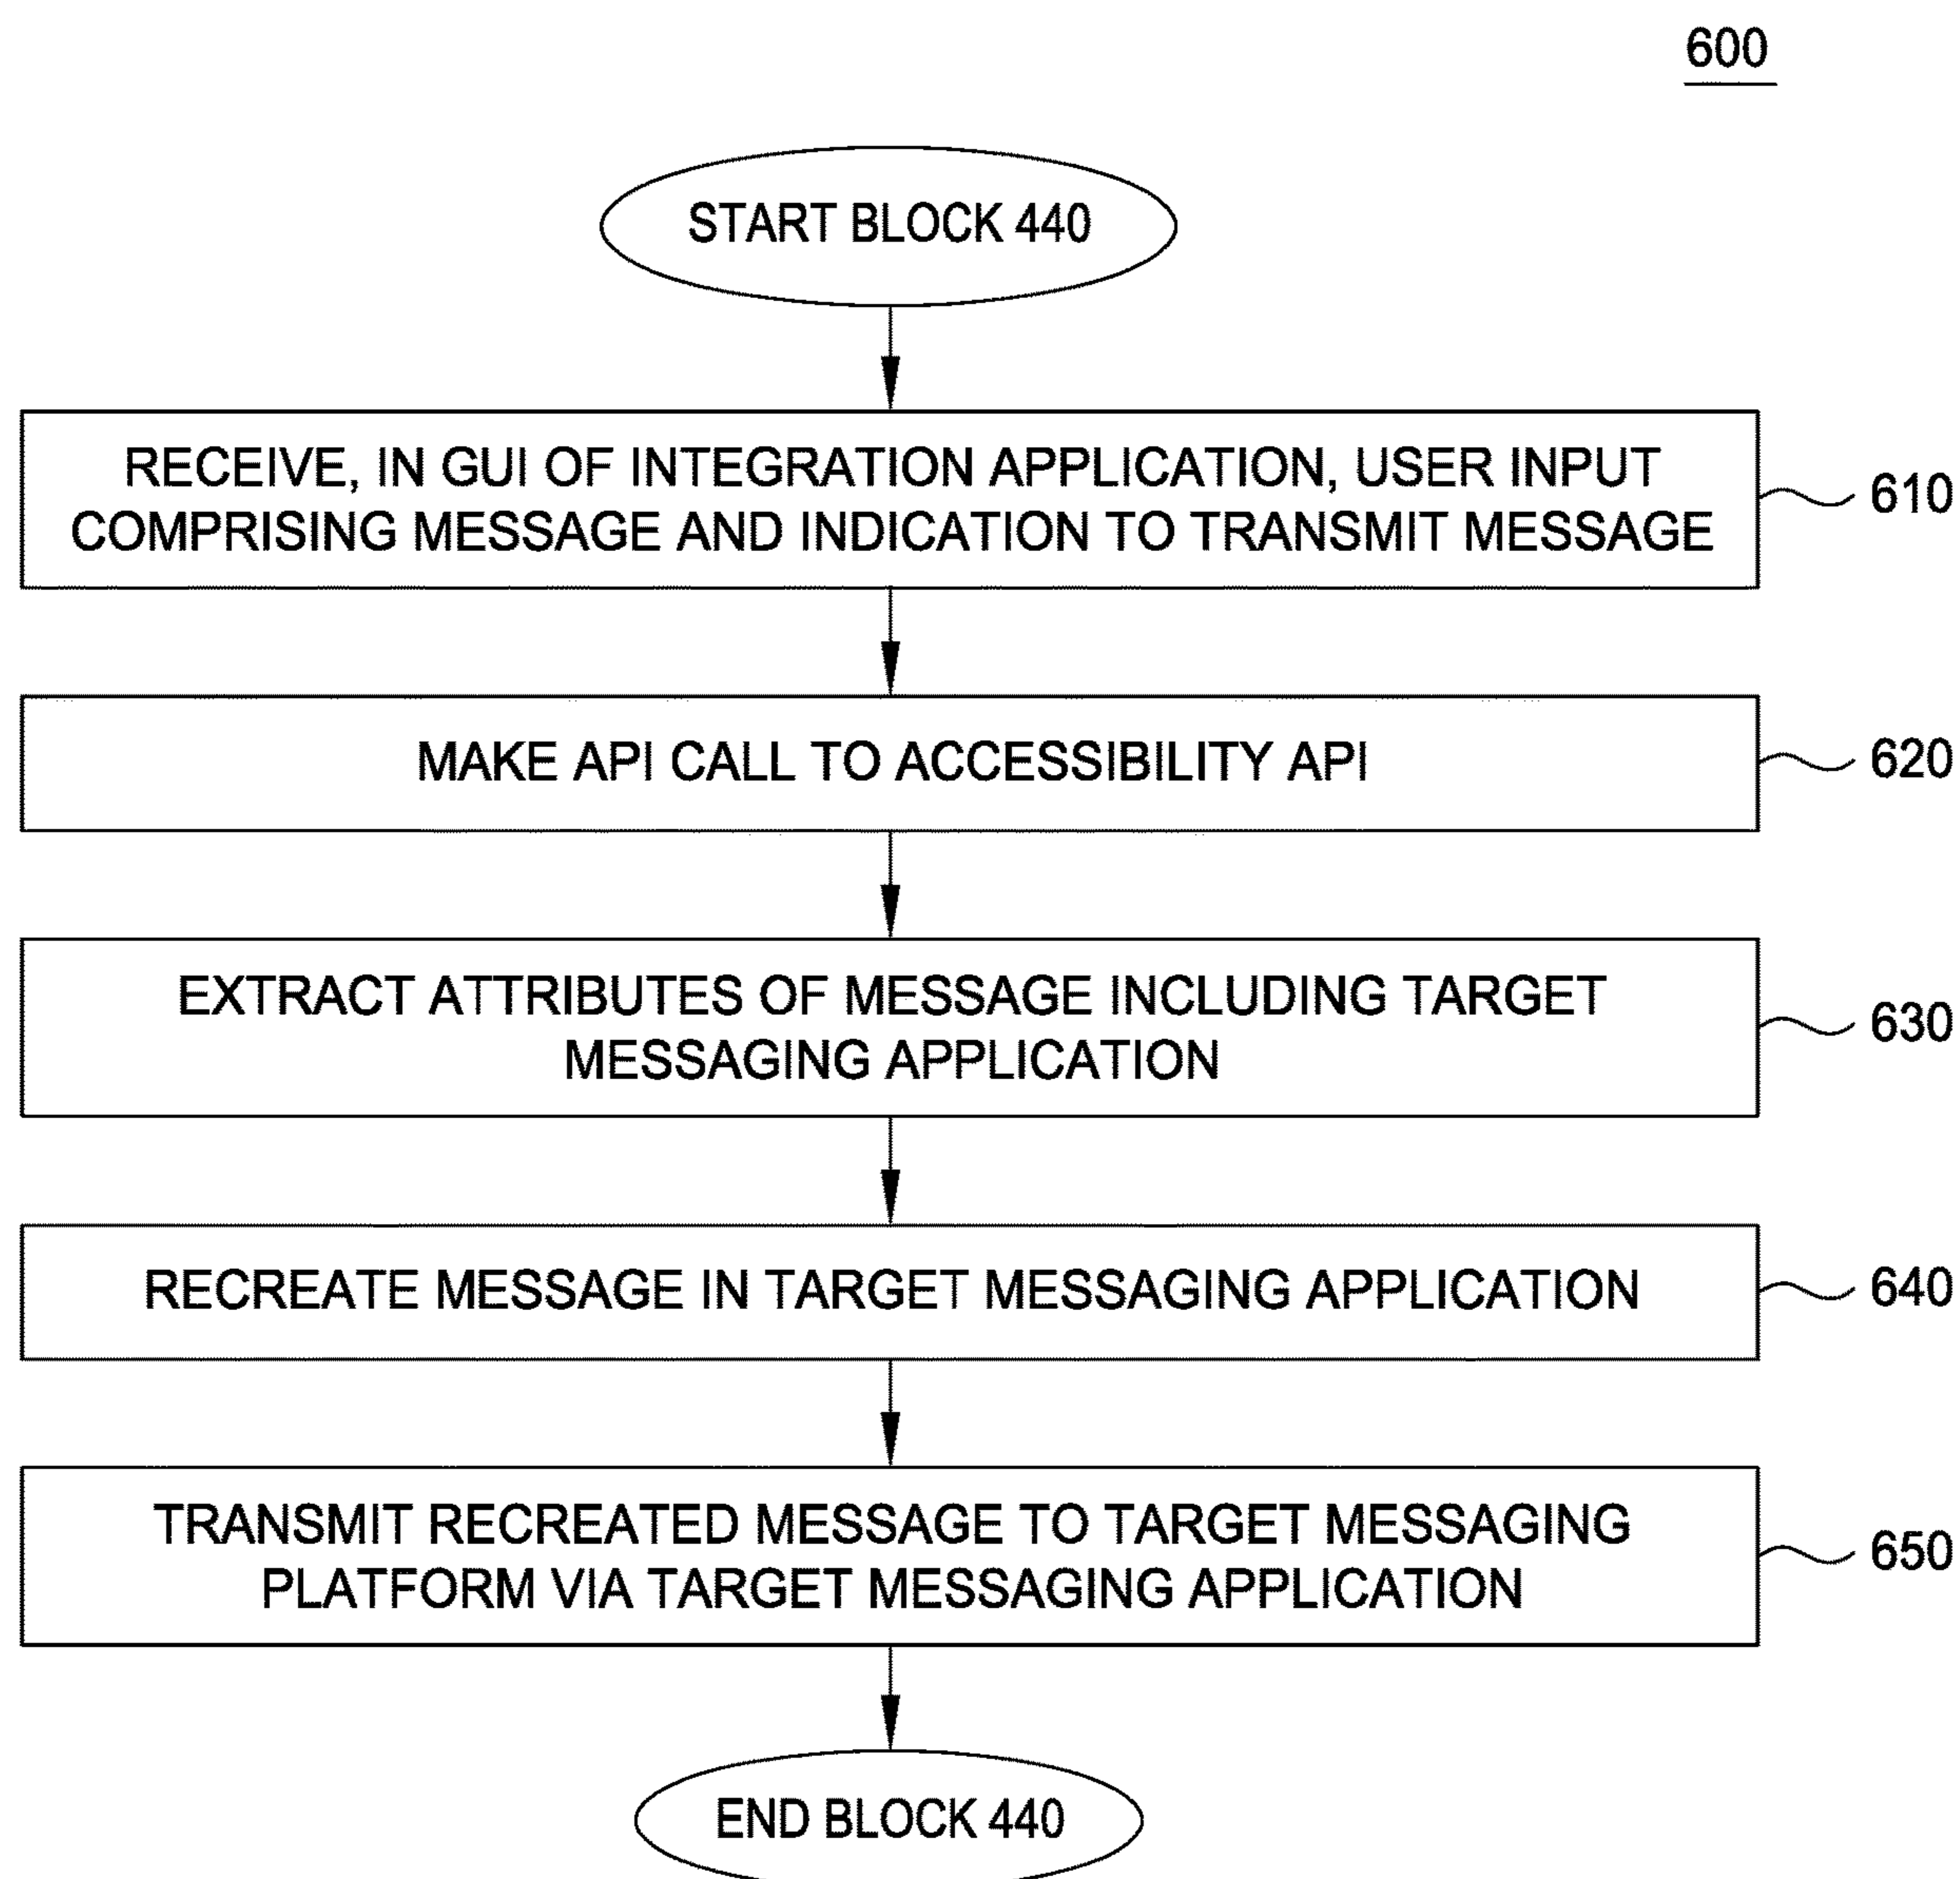 600
START BLOCK 440
RECEIVE, IN GUI OF INTEGRATION APPLICATION, USER INPUT
COMPRISING MESSAGE AND INDICATION TO TRANSMIT MESSAGE
610
MAKE API CALL TO ACCESSIBILITY API
620
EXTRACT ATTRIBUTES OF MESSAGE INCLUDING TARGET
MESSAGING APPLICATION
630
RECREATE MESSAGE IN TARGET MESSAGING APPLICATION
640
TRANSMIT RECREATED MESSAGE TO TARGET MESSAGING
PLATFORM VIA TARGET MESSAGING APPLICATION
650
END BLOCK 440